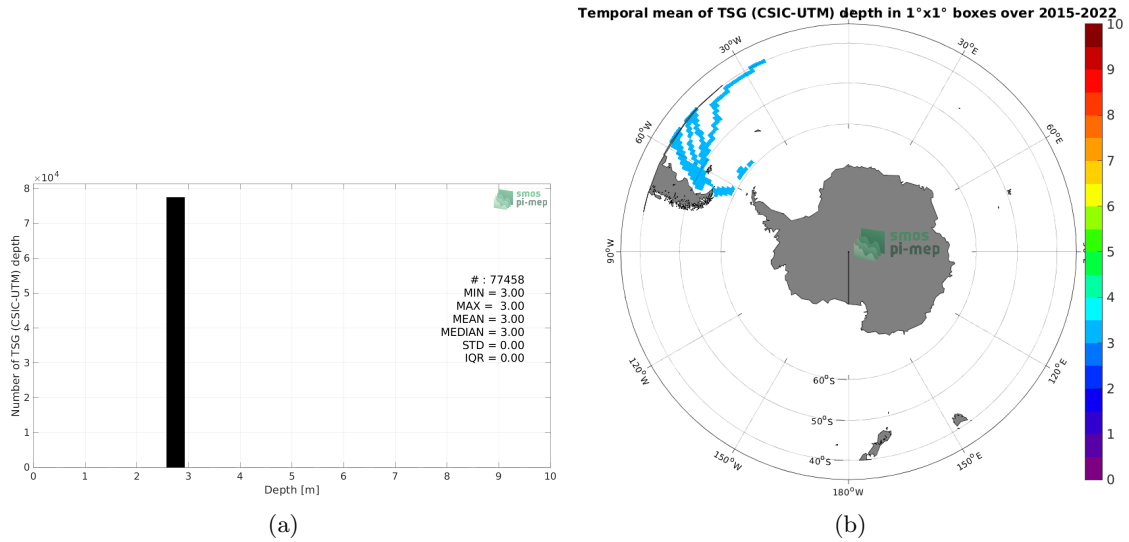 Temporal mean of TSG (CSIC-UTM) depth in 1°x1° boxes over 2015-2022
×10⁴
8
7
6
5
4
3
2
1
0
Number of TSG (CSIC-UTM) depth
smos
pi-mep
# : 77458
MIN = 3.00
MAX = 3.00
MEAN = 3.00
MEDIAN = 3.00
STD = 0.00
IQR = 0.00
0 1 2 3 4 5 6 7 8 9 10
Depth [m]
(a)
30°W
30°E
60°W
60°E
90°W
smos
pi-mep
120°W
120°E
150°W
150°E
180°W
60°S
50°S
40°S
10
9
8
7
6
5
4
3
2
1
0
(b)